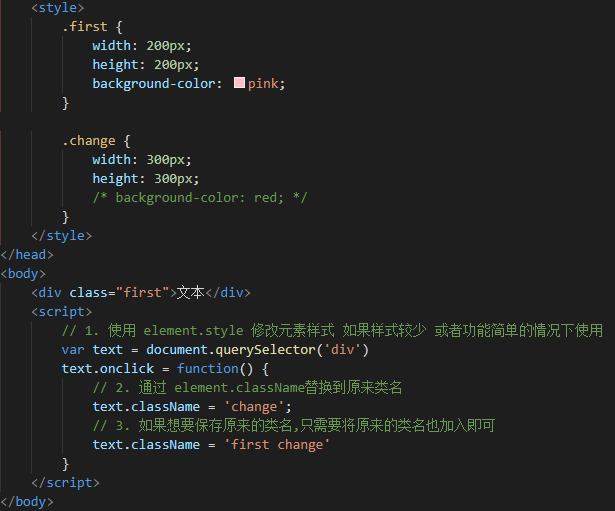 <style>
.first {
width: 200px;
height: 200px;
background-color: pink;
}
.change {
width: 300px;
height: 300px;
/* background-color: red; */
}
</style>
</head>
<body>
<div class="first">文本</div>
<script>
// 1. 使用 element.style 修改元素样式 如果样式较少 或者功能简单的情况下使用
var text = document.querySelector('div')
text.onclick = function() {
// 2. 通过 element.className替换到原来类名
text.className = 'change';
// 3. 如果想要保存原来的类名,只需要将原来的类名也加入即可
text.className = 'first change'
}
</script>
</body>